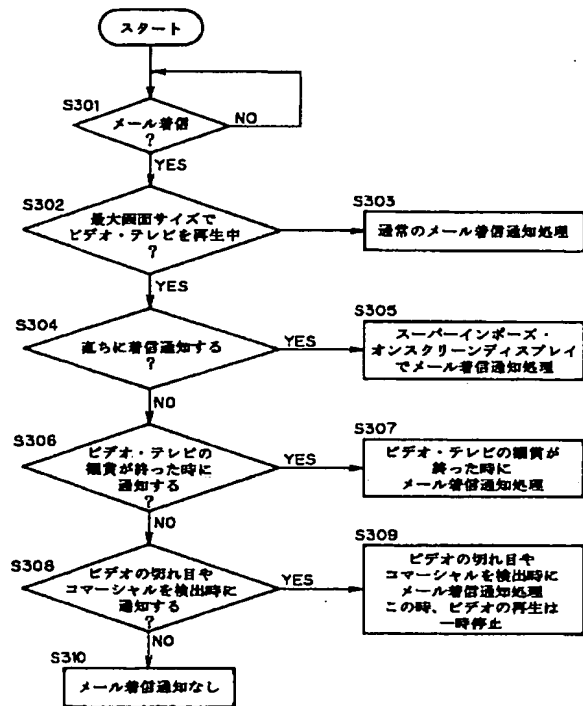 スタート
S301
メール着信
?
NO
YES
S302
最大画面サイズで
ビデオ・テレビを再生中
?
S303
通常のメール着信通知処理
YES
S304
直ちに着信通知する
?
YES
S305
スーパーインポーズ・
オンスクリーンディスプレイ
でメール着信通知処理
NO
S306
ビデオ・テレビの
観賞が終った時に
通知する
?
YES
S307
ビデオ・テレビの観賞が
終った時に
メール着信通知処理
NO
S308
ビデオの切れ目や
コマーシャルを検出時に
通知する
?
YES
S309
ビデオの切れ目や
コマーシャルを検出時に
メール着信通知処理
この時、ビデオの再生は
一時停止
NO
S310
メール着信通知なし